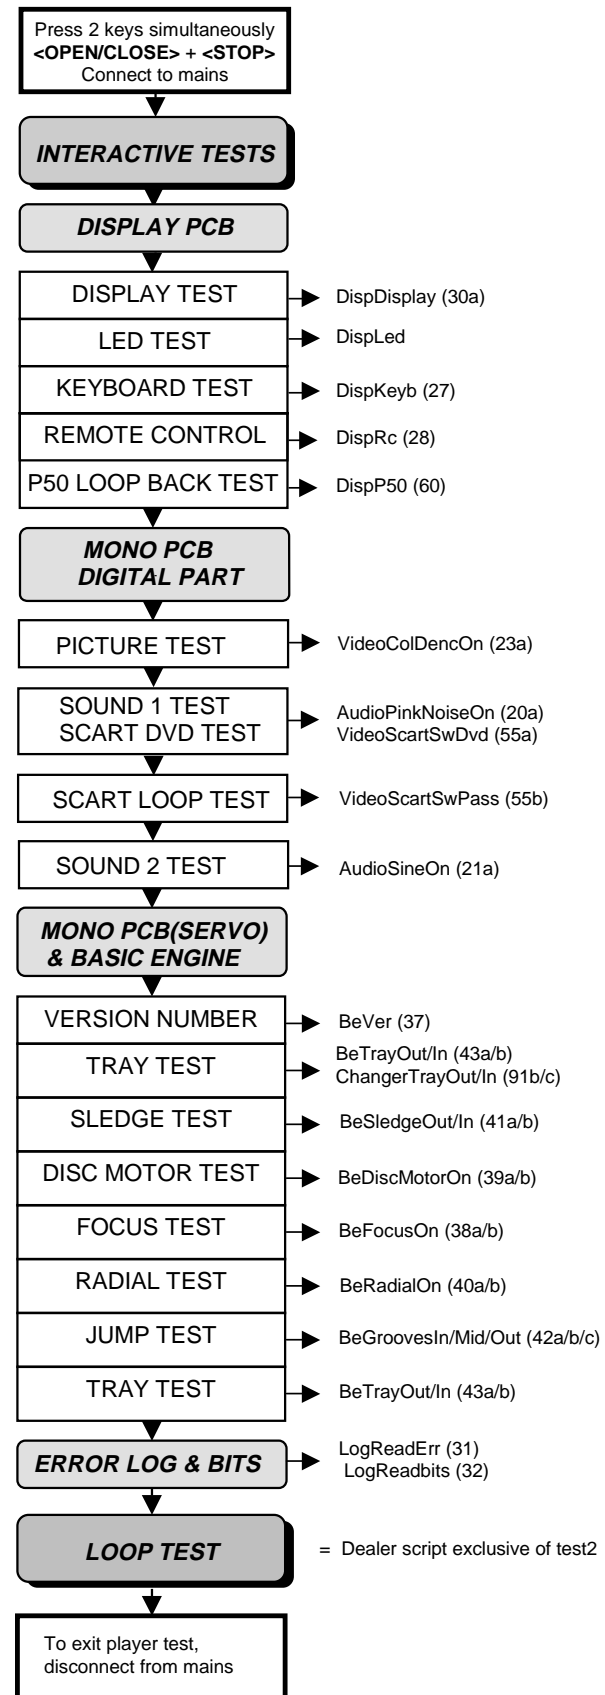 Press 2 keys simultaneously
<OPEN/CLOSE> + <STOP>
Connect to mains
INTERACTIVE TESTS
DISPLAY PCB
DISPLAY TEST
DispDisplay (30a)
LED TEST
DispLed
KEYBOARD TEST
DispKeyb (27)
REMOTE CONTROL
DispRc (28)
P50 LOOP BACK TEST
DispP50 (60)
MONO PCB
DIGITAL PART
PICTURE TEST
VideoColDencOn (23a)
SOUND 1 TEST
SCART DVD TEST
AudioPinkNoiseOn (20a)
VideoScartSwDvd (55a)
SCART LOOP TEST
VideoScartSwPass (55b)
SOUND 2 TEST
AudioSineOn (21a)
MONO PCB(SERVO)
& BASIC ENGINE
VERSION NUMBER
BeVer (37)
TRAY TEST
BeTrayOut/In (43a/b)
ChangerTrayOut/In (91b/c)
SLEDGE TEST
BeSledgeOut/In (41a/b)
DISC MOTOR TEST
BeDiscMotorOn (39a/b)
FOCUS TEST
BeFocusOn (38a/b)
RADIAL TEST
BeRadialOn (40a/b)
JUMP TEST
BeGroovesIn/Mid/Out (42a/b/c)
TRAY TEST
BeTrayOut/In (43a/b)
ERROR LOG & BITS
LogReadErr (31)
LogReadbits (32)
LOOP TEST
= Dealer script exclusive of test2
To exit player test,
disconnect from mains